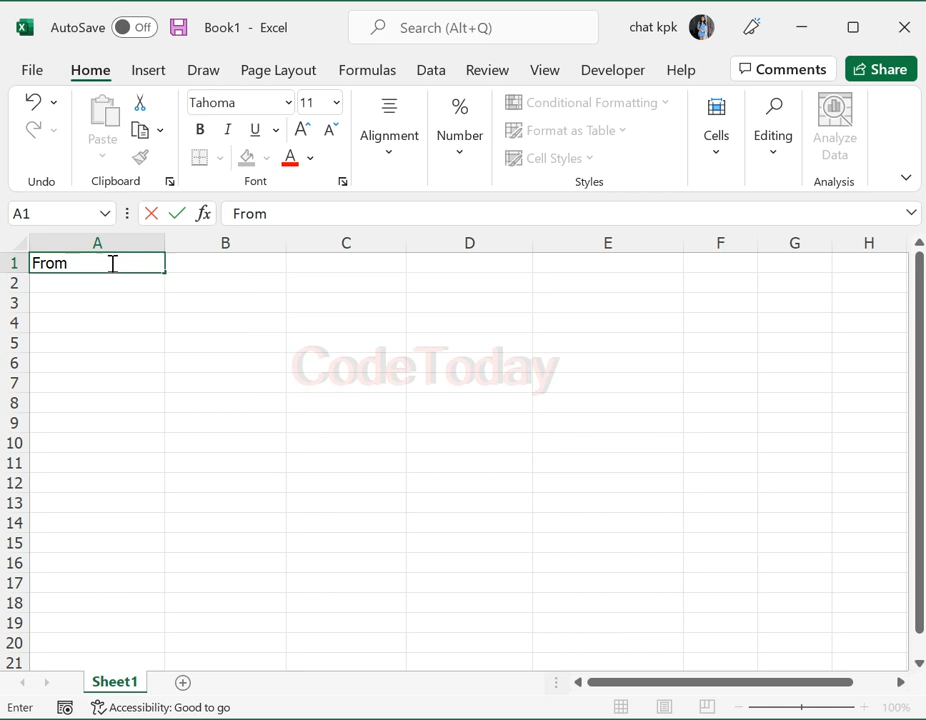 AutoSave Off Book1 - Excel Search (Alt+Q) chat kpk
File Home Insert Draw Page Layout Formulas Data Review View Developer Help Comments Share
Tahoma 11
Paste Alignment Number Conditional Formatting Cells Editing Analyze Data
B I U A A Format as Table
A Cell Styles
Undo Clipboard Font Styles Analysis
A1 fx From
A B C D E F G H
1 From
2
3
4
5
6
CodeToday
7
8
9
10
11
12
13
14
15
16
17
18
19
20
21
Sheet1
Enter Accessibility: Good to go 100%